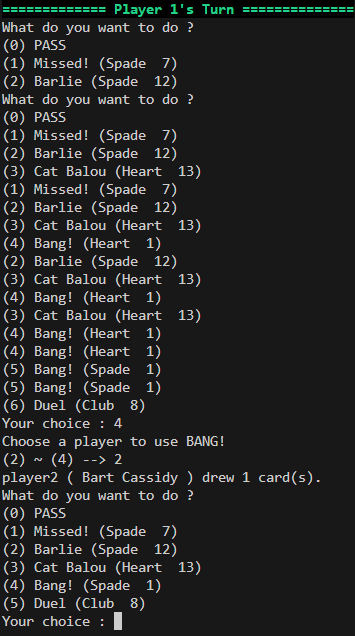 ============= Player 1's Turn ==============
What do you want to do ?
(0) PASS
(1) Missed! (Spade  7)
(2) Barlie (Spade  12)
What do you want to do ?
(0) PASS
(1) Missed! (Spade  7)
(2) Barlie (Spade  12)
(3) Cat Balou (Heart  13)
(1) Missed! (Spade  7)
(2) Barlie (Spade  12)
(3) Cat Balou (Heart  13)
(4) Bang! (Heart  1)
(2) Barlie (Spade  12)
(3) Cat Balou (Heart  13)
(4) Bang! (Heart  1)
(3) Cat Balou (Heart  13)
(4) Bang! (Heart  1)
(4) Bang! (Heart  1)
(5) Bang! (Spade  1)
(5) Bang! (Spade  1)
(6) Duel (Club  8)
Your choice : 4
Choose a player to use BANG!
(2) ~ (4) --> 2
player2 ( Bart Cassidy ) drew 1 card(s).
What do you want to do ?
(0) PASS
(1) Missed! (Spade  7)
(2) Barlie (Spade  12)
(3) Cat Balou (Heart  13)
(4) Bang! (Spade  1)
(5) Duel (Club  8)
Your choice :